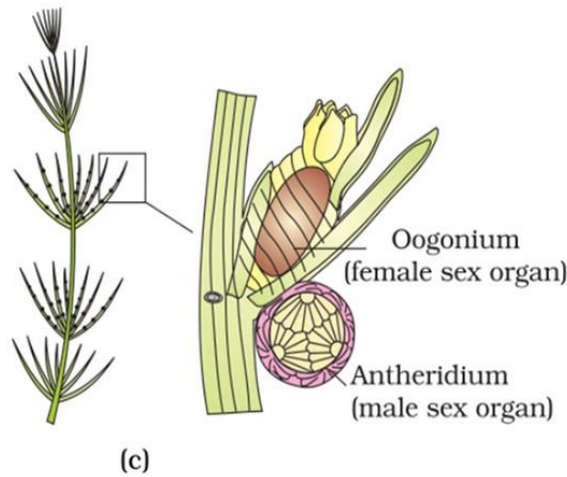 Oogonium
(female sex organ)
Antheridium
(male sex organ)
(c)